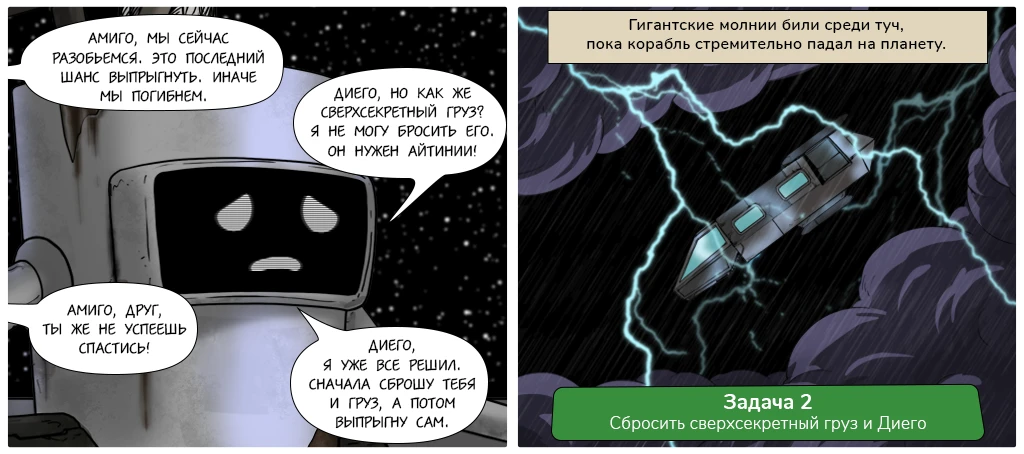 АМИГО, МЫ СЕЙЧАС
РАЗОБЬЕМСЯ. ЭТО ПОСЛЕДНИЙ
ШАНС ВЫПРЫГНУТЬ. ИНАЧЕ
МЫ ПОГИБНЕМ.
ДИЕГО, НО КАК ЖЕ
СВЕРХСЕКРЕТНЫЙ ГРУЗ?
Я НЕ МОГУ БРОСИТЬ ЕГО.
ОН НУЖЕН АЙТИНИИ!
АМИГО, ДРУГ,
ТЫ ЖЕ НЕ УСПЕЕШЬ
СПАСТИСЬ!
ДИЕГО,
Я УЖЕ ВСЕ РЕШИЛ.
СНАЧАЛА СБРОШУ ТЕБЯ
И ГРУЗ, А ПОТОМ
ВЫПРЫГНУ САМ.
Гигантские молнии били среди туч,
пока корабль стремительно падал на планету.
Задача 2
Сбросить сверхсекретный груз и Диего